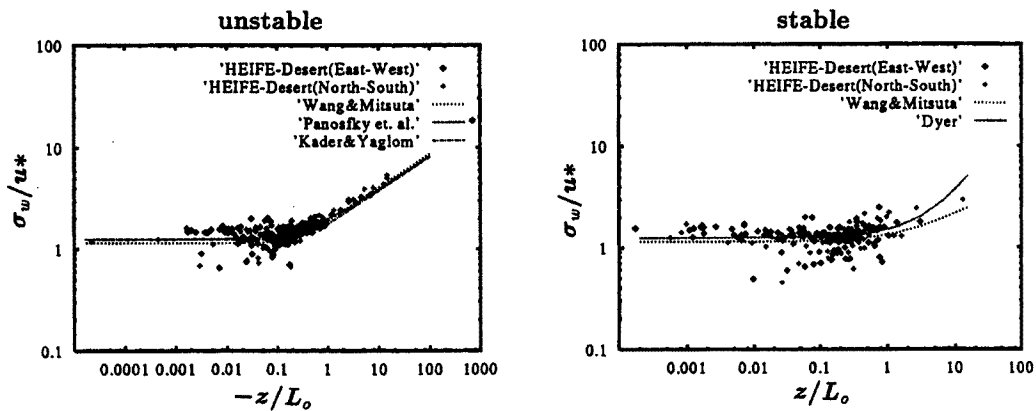 unstable
100
10
1
0.1
σw/u*
'HEIFE-Desert(East-West)'
'HEIFE-Desert(North-South)'
'Wang&Mitsuta'
'Panosfky et. al.'
'Kader&Yaglom'
0.0001 0.001 0.01 0.1 1 10 100 1000
−z/Lo
stable
100
10
1
0.1
σw/u*
'HEIFE-Desert(East-West)'
'HEIFE-Desert(North-South)'
'Wang&Mitsuta'
'Dyer'
0.001 0.01 0.1 1 10 100
z/Lo